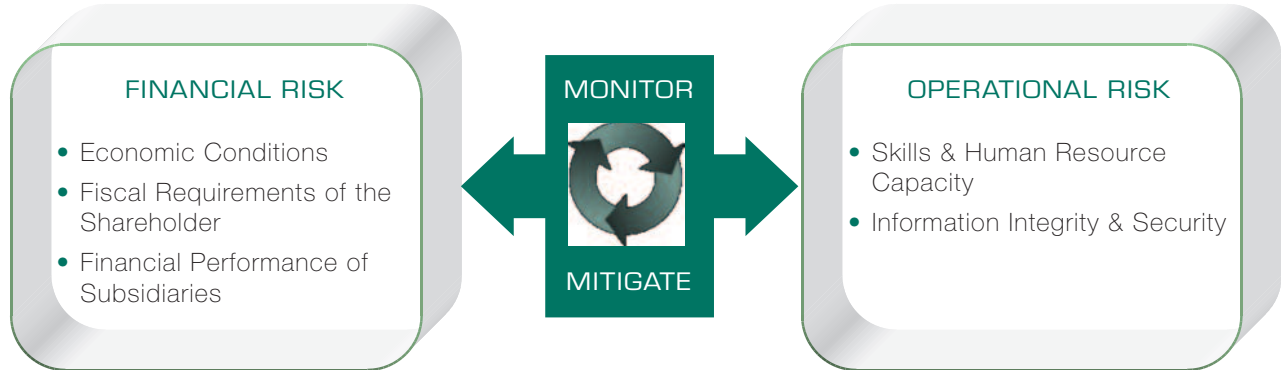 FINANCIAL RISK
• Economic Conditions
• Fiscal Requirements of the
Shareholder
• Financial Performance of
Subsidiaries
MONITOR
MITIGATE
OPERATIONAL RISK
• Skills & Human Resource
Capacity
• Information Integrity & Security